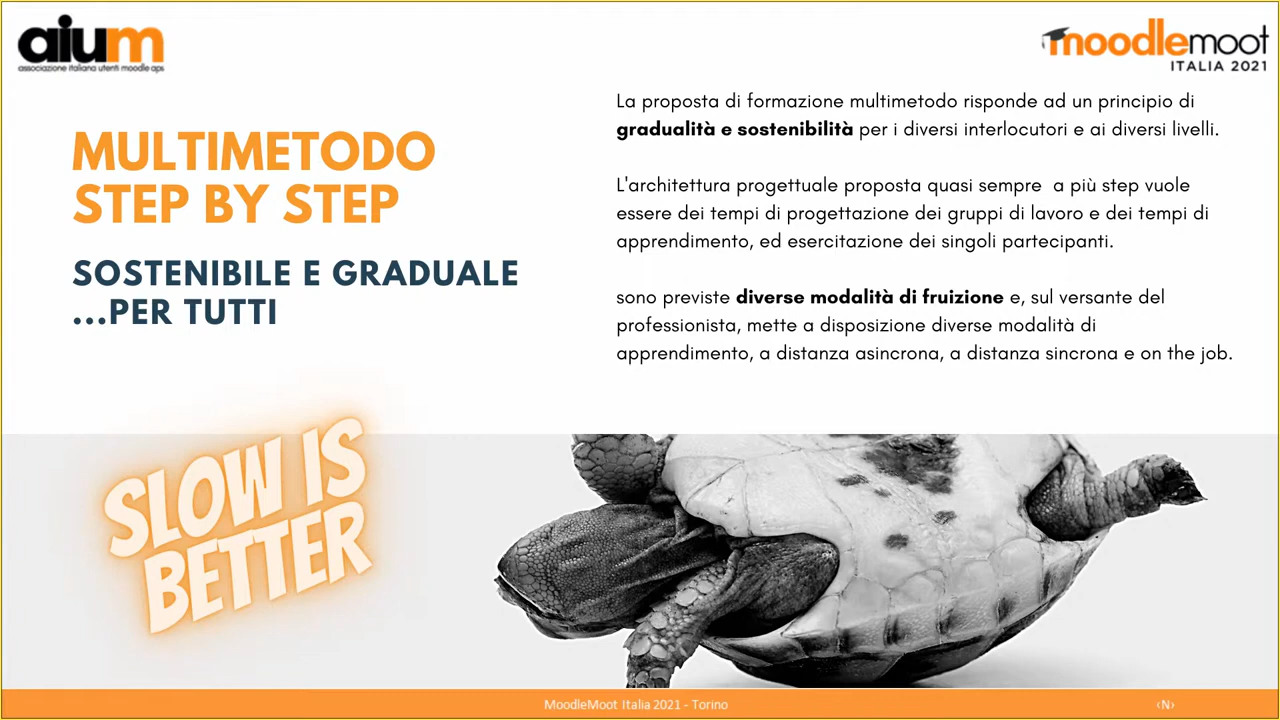 aium
associazione italiana utenti moodle aps
moodlemoot
ITALIA 2021
MULTIMETODO
STEP BY STEP
SOSTENIBILE E GRADUALE
...PER TUTTI
La proposta di formazione multimetodo risponde ad un principio di
gradualità e sostenibilità per i diversi interlocutori e ai diversi livelli.
L'architettura progettuale proposta quasi sempre  a più step vuole
essere dei tempi di progettazione dei gruppi di lavoro e dei tempi di
apprendimento, ed esercitazione dei singoli partecipanti.
sono previste diverse modalità di fruizione e, sul versante del
professionista, mette a disposizione diverse modalità di
apprendimento, a distanza asincrona, a distanza sincrona e on the job.
SLOW IS
BETTER
MoodleMoot Italia 2021 - Torino
‹N›